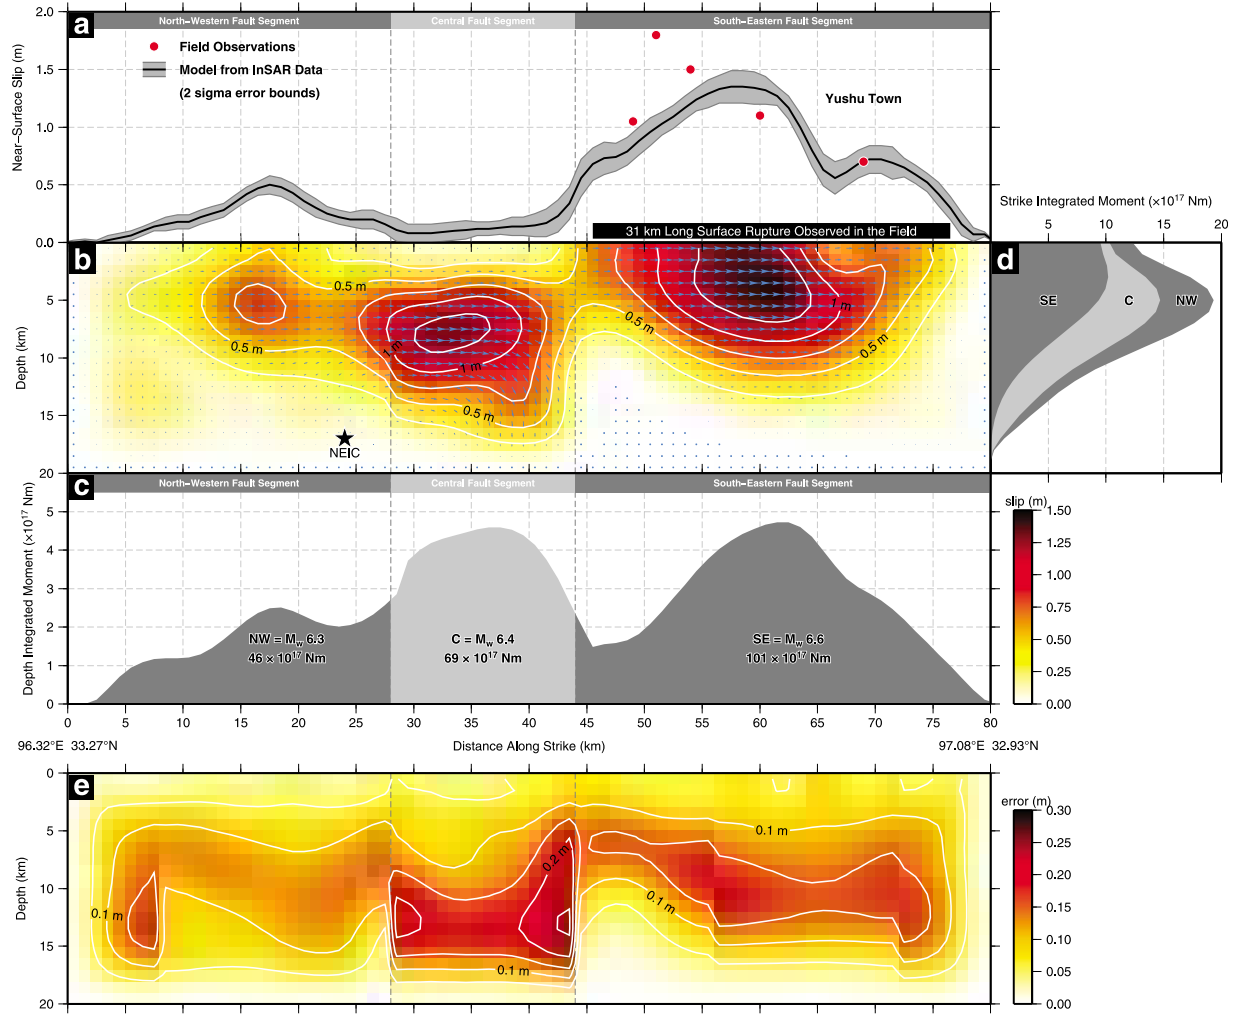 a
North-Western Fault Segment
Central Fault Segment
South-Eastern Fault Segment
2.0
1.5
1.0
0.5
0.0
Near-Surface Slip (m)
Field Observations
Model from InSAR Data
(2 sigma error bounds)
Yushu Town
31 km Long Surface Rupture Observed in the Field
b
0
5
10
15
20
Depth (km)
0.5 m
0.5 m
1 m
1 m
0.5 m
0.5 m
1 m
0.5 m
NEIC
Strike Integrated Moment (×10¹⁷ Nm)
5
10
15
20
d
SE
C
NW
0
5
10
15
20
c
North-Western Fault Segment
Central Fault Segment
South-Eastern Fault Segment
5
4
3
2
1
0
Depth Integrated Moment (×10¹⁷ Nm)
NW = Mw 6.3
46 × 10¹⁷ Nm
C = Mw 6.4
69 × 10¹⁷ Nm
SE = Mw 6.6
101 × 10¹⁷ Nm
0 5 10 15 20 25 30 35 40 45 50 55 60 65 70 75 80
96.32°E 33.27°N
Distance Along Strike (km)
97.08°E 32.93°N
slip (m)
1.50
1.25
1.00
0.75
0.50
0.25
0.00
e
0
5
10
15
20
Depth (km)
0.1 m
0.2 m
0.1 m
0.1 m
0.1 m
error (m)
0.30
0.25
0.20
0.15
0.10
0.05
0.00